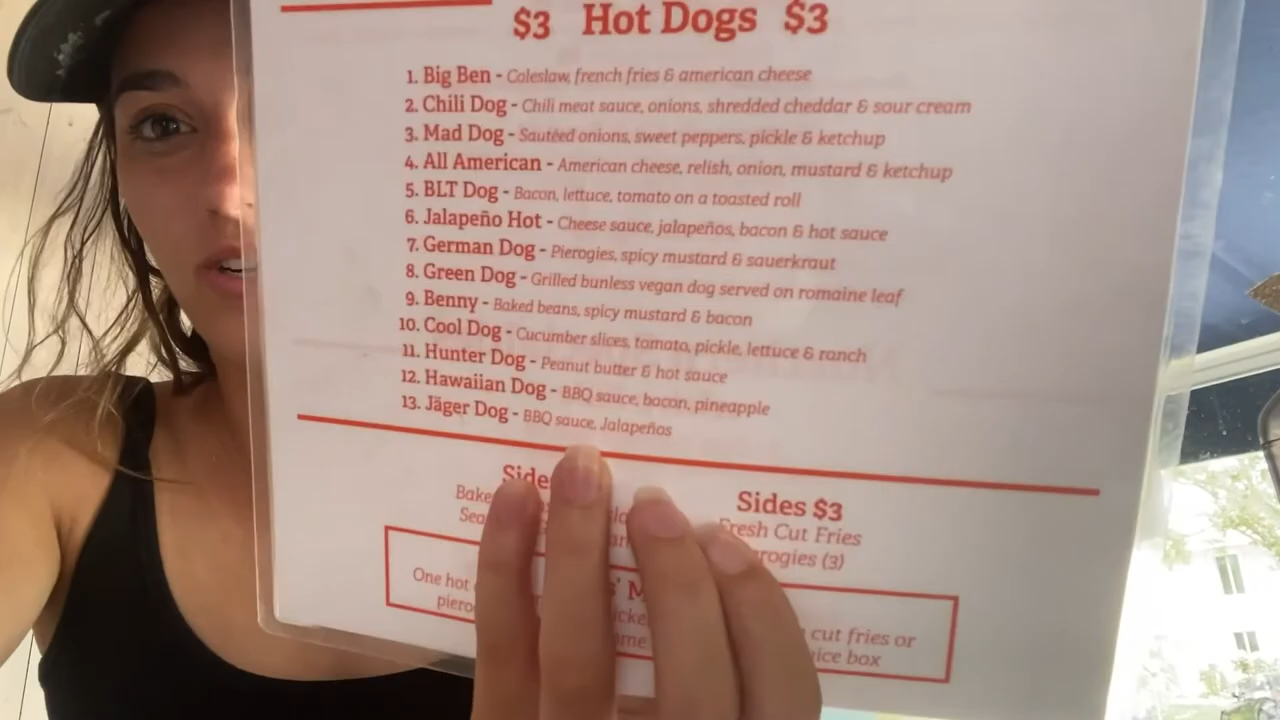 $3 Hot Dogs $3
1. Big Ben - Coleslaw, french fries & american cheese
2. Chili Dog - Chili meat sauce, onions, shredded cheddar & sour cream
3. Mad Dog - Sautéed onions, sweet peppers, pickle & ketchup
4. All American - American cheese, relish, onion, mustard & ketchup
5. BLT Dog - Bacon, lettuce, tomato on a toasted roll
6. Jalapeño Hot - Cheese sauce, jalapeños, bacon & hot sauce
7. German Dog - Pierogies, spicy mustard & sauerkraut
8. Green Dog - Grilled bunless vegan dog served on romaine leaf
9. Benny - Baked beans, spicy mustard & bacon
10. Cool Dog - Cucumber slices, tomato, pickle, lettuce & ranch
11. Hunter Dog - Peanut butter & hot sauce
12. Hawaiian Dog - BBQ sauce, bacon, pineapple
13. Jäger Dog - BBQ sauce, Jalapeños
Sides $3
Fresh Cut Fries
(3)
One hot
cut fries or
box